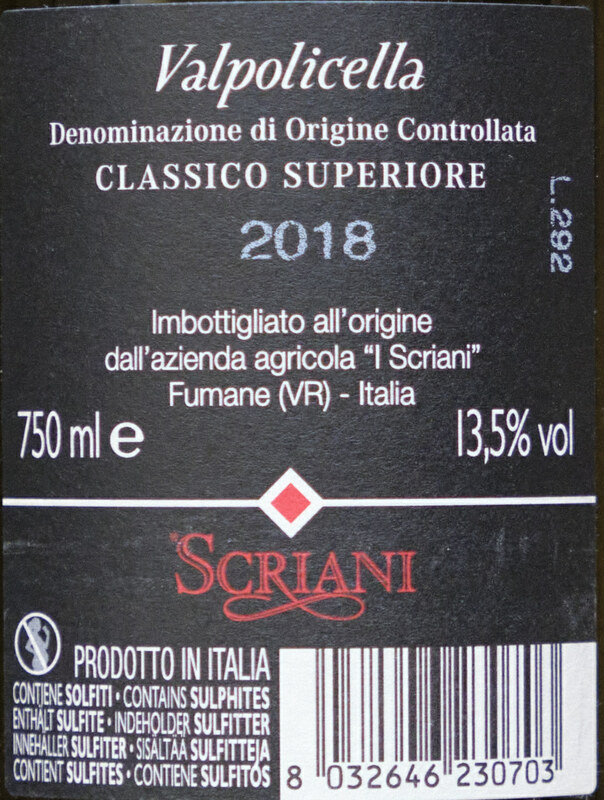 Valpolicella
Denominazione di Origine Controllata
CLASSICO SUPERIORE
2018
L.292
Imbottigliato all'origine
dall'azienda agricola "I Scriani"
Fumane (VR) - Italia
750 ml e
13,5% vol
I SCRIANI
PRODOTTO IN ITALIA
CONTIENE SOLFITI • CONTAINS SULPHITES
ENTHÄLT SULFITE • INDEHOLDER SULFITTER
INNEHÅLLER SULFITER • SISÄLTÄÄ SULFITTEJA
CONTIENT SULFITES • CONTIENE SULFITOS
8 032646 230703